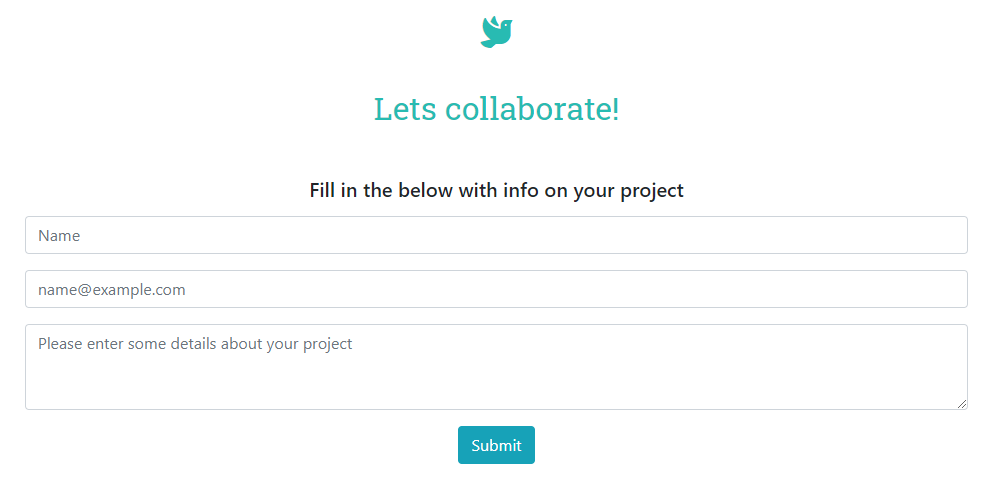 Lets collaborate!
Fill in the below with info on your project
Name
name@example.com
Please enter some details about your project
Submit